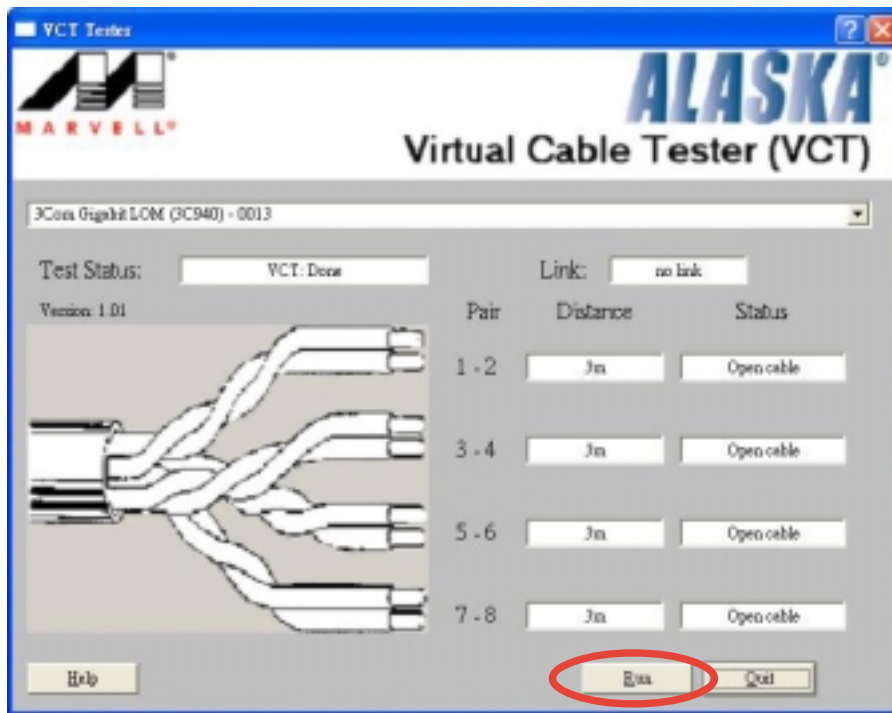 VCT Tester
MARVELL®
ALASKA®
Virtual Cable Tester (VCT)
3Com Gigabit LOM (3C940) - 0013
Test Status: VCT: Done Link: no link
Version: 1.01
Pair Distance Status
1 - 2 3m Open cable
3 - 4 3m Open cable
5 - 6 3m Open cable
7 - 8 3m Open cable
Help Run Quit